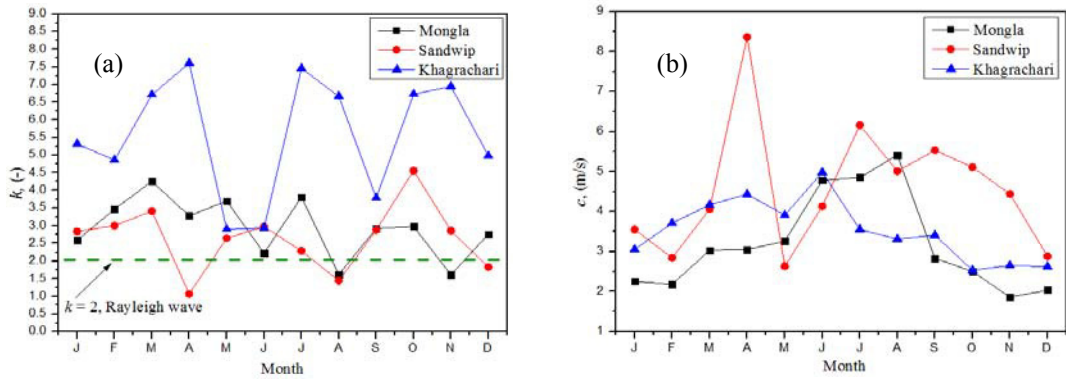 (a)
Mongla
Sandwip
Khagrachari
9.0
8.5
8.0
7.5
7.0
6.5
6.0
5.5
5.0
4.5
4.0
3.5
3.0
2.5
2.0
1.5
1.0
0.5
0.0
k, (-)
k = 2, Rayleigh wave
J F M A M J J A S O N D
Month
(b)
Mongla
Sandwip
Khagrachari
9
8
7
6
5
4
3
2
1
c, (m/s)
J F M A M J J A S O N D
Month